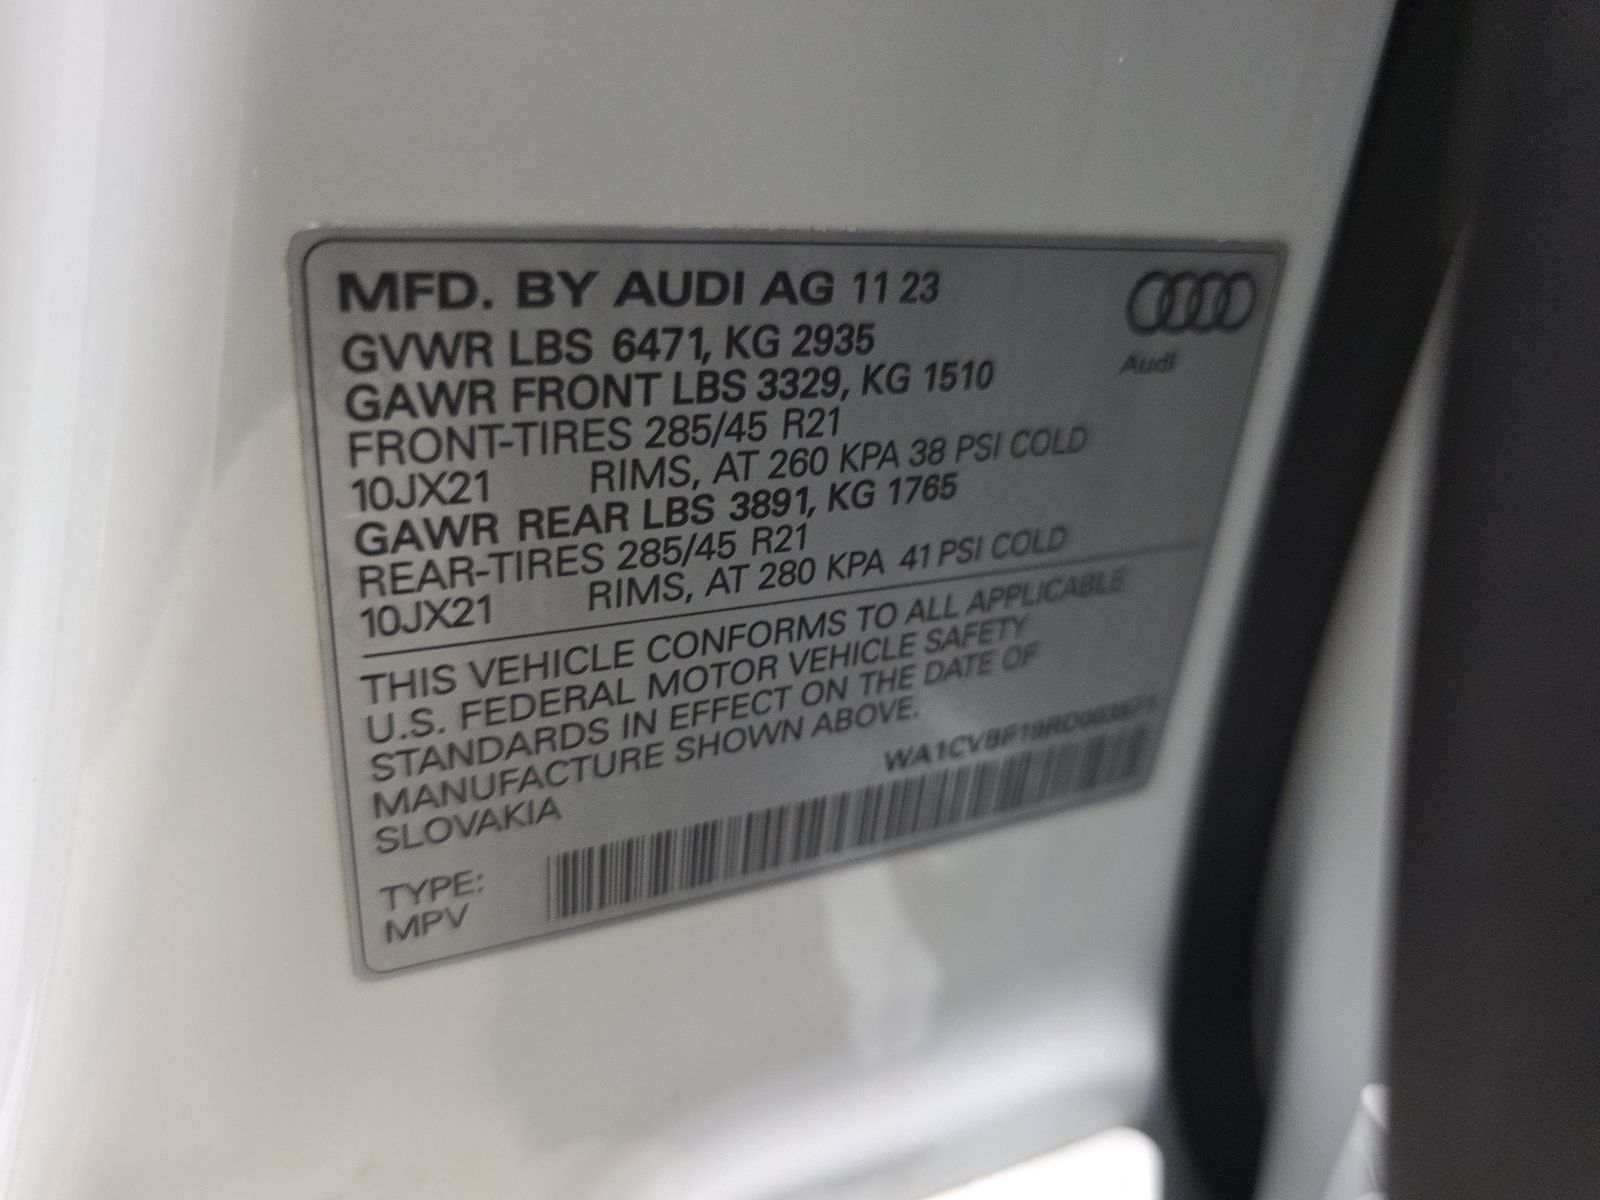 MFD. BY AUDI AG 11 23
GVWR LBS 6471, KG 2935
GAWR FRONT LBS 3329, KG 1510
FRONT-TIRES 285/45 R21
10JX21 RIMS, AT 260 KPA 38 PSI COLD
GAWR REAR LBS 3891, KG 1765
REAR-TIRES 285/45 R21
10JX21 RIMS, AT 280 KPA 41 PSI COLD
Audi
THIS VEHICLE CONFORMS TO ALL APPLICABLE
U.S. FEDERAL MOTOR VEHICLE SAFETY
STANDARDS IN EFFECT ON THE DATE OF
MANUFACTURE SHOWN ABOVE.
SLOVAKIA
TYPE:
MPV